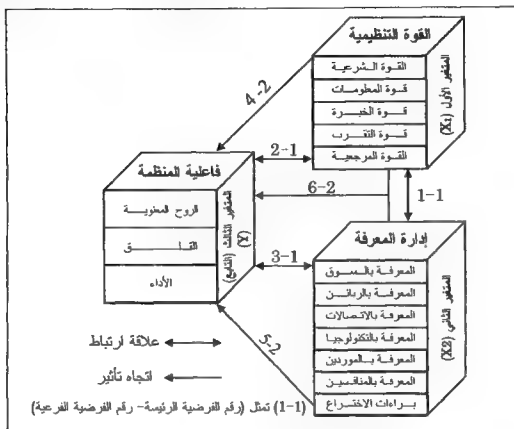 القوة التنظيمية
القوة الشرعية
قوة المعلومات
قوة الخبرة
قوة التقرب
القوة المرجعية
المتغير الأول (X1)
4-2
2-1
6-2
1-1
فاعلية المنظمة
الروح المعنوية
القلق
الأداء
المتغير الثالث (التابع) (Y)
3-1
5-2
إدارة المعرفة
المعرفة بالسوق
المعرفة بالزبائن
المعرفة بالاتصالات
المعرفة بالتكنولوجيا
المعرفة بالموردين
المعرفة بالمنافسين
براءات الاختراع
المتغير الثاني (X2)
علاقة ارتباط
اتجاه تأثير
(1-1) تمثل (رقم الفرضية الرئيسة- رقم الفرضية الفرعية)